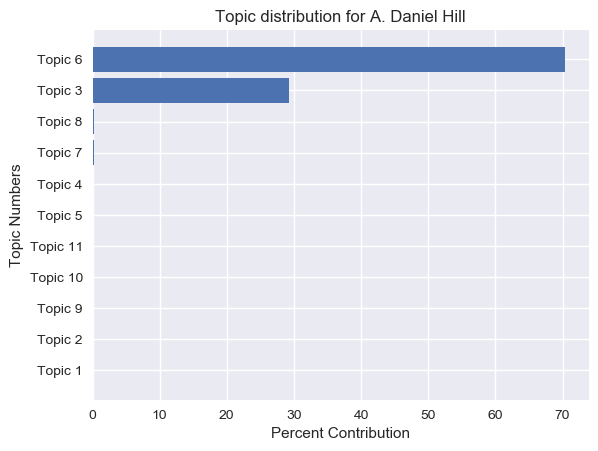 Topic distribution for A. Daniel Hill
Topic Numbers
Topic 6
Topic 3
Topic 8
Topic 7
Topic 4
Topic 5
Topic 11
Topic 10
Topic 9
Topic 2
Topic 1
0 10 20 30 40 50 60 70
Percent Contribution